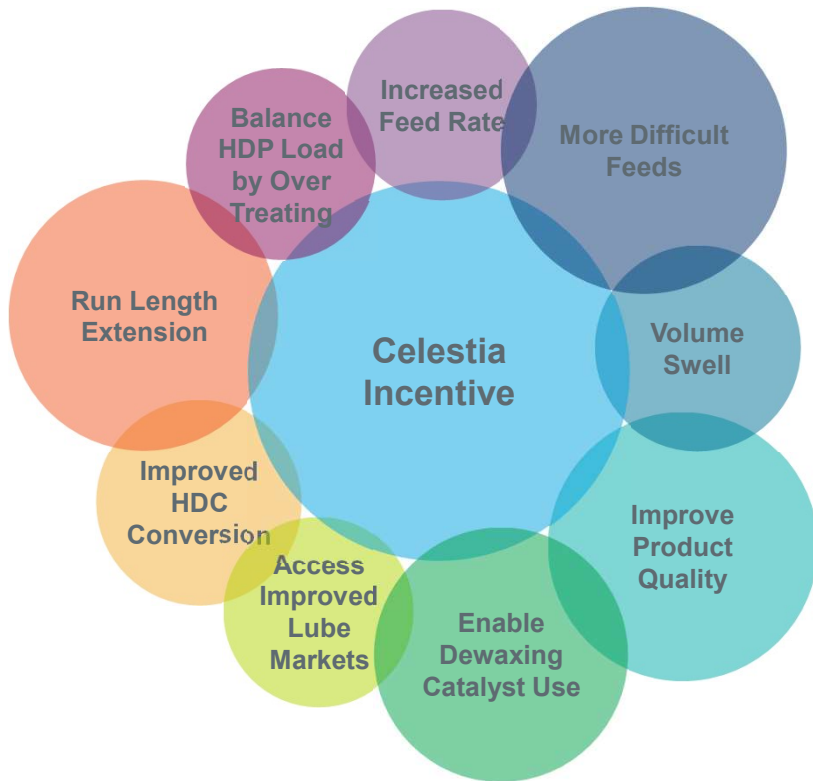 Increased
Feed Rate
Balance
HDP Load
by Over
Treating
More Difficult
Feeds
Run Length
Extension
Celestia
Incentive
Volume
Swell
Improved
HDC
Conversion
Improve
Product
Quality
Access
Improved
Lube
Markets
Enable
Dewaxing
Catalyst Use